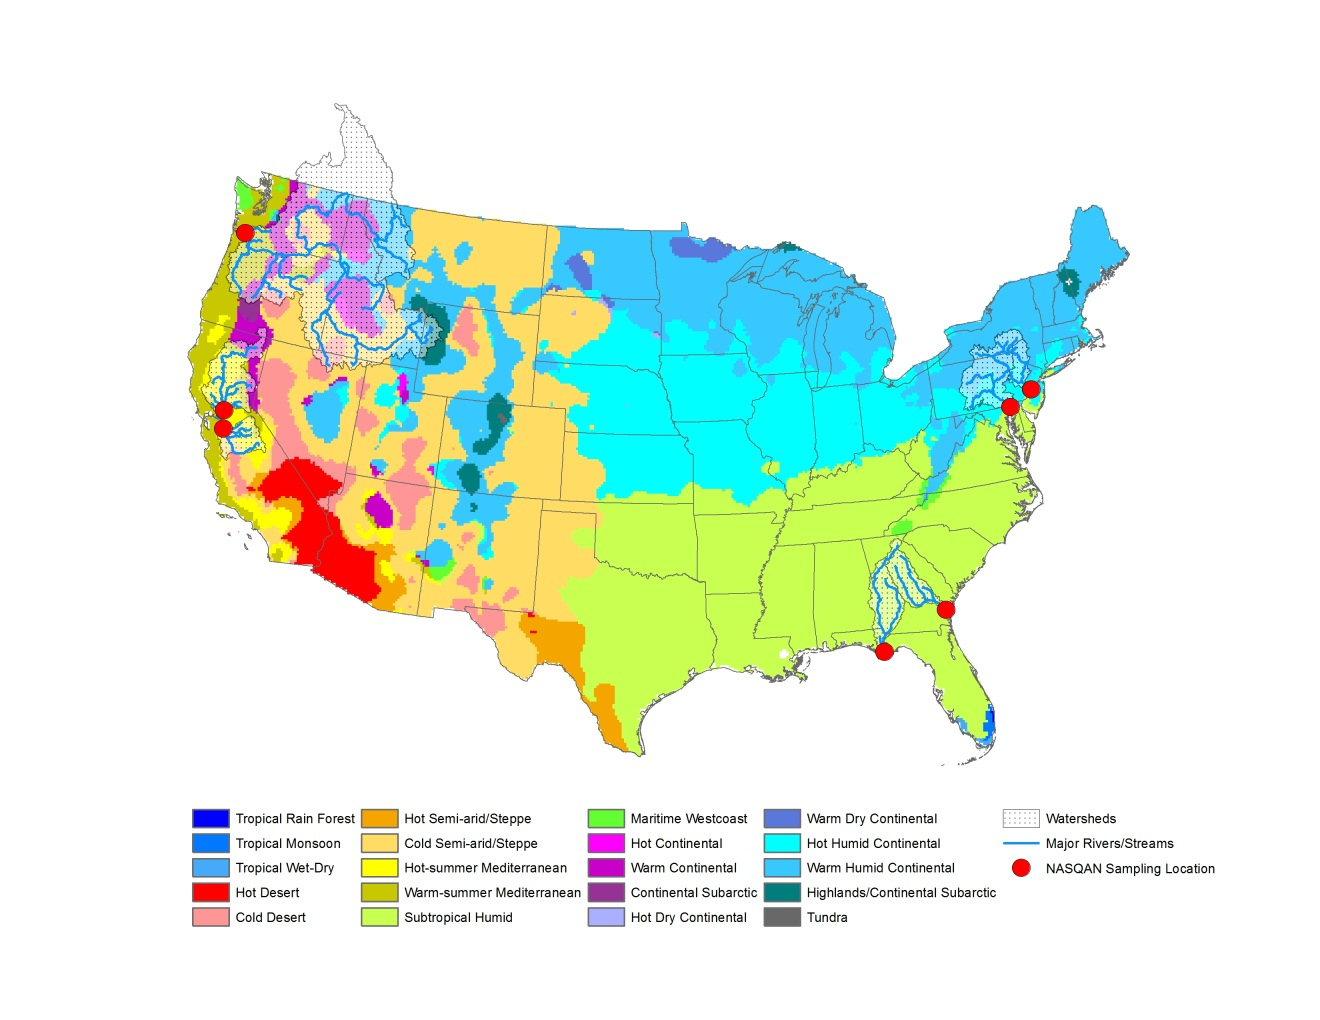 Tropical Rain Forest
Tropical Monsoon
Tropical Wet-Dry
Hot Desert
Cold Desert
Hot Semi-arid/Steppe
Cold Semi-arid/Steppe
Hot-summer Mediterranean
Warm-summer Mediterranean
Subtropical Humid
Maritime Westcoast
Hot Continental
Warm Continental
Continental Subarctic
Hot Dry Continental
Warm Dry Continental
Hot Humid Continental
Warm Humid Continental
Highlands/Continental Subarctic
Tundra
Watersheds
Major Rivers/Streams
NASQAN Sampling Location